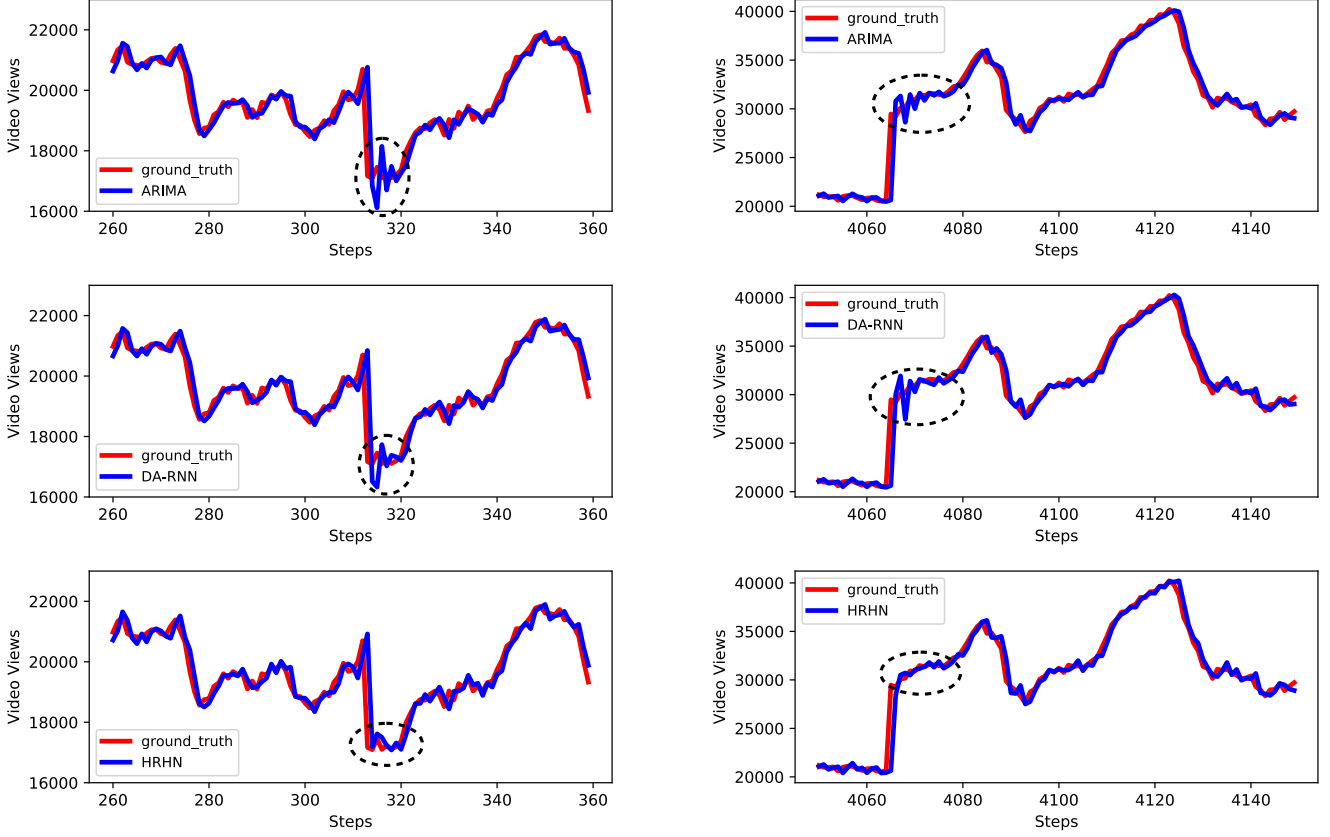 22000
20000
18000
16000
Video Views
ground_truth
ARIMA
260
280
300
320
340
360
Steps
40000
35000
30000
25000
20000
Video Views
ground_truth
ARIMA
4060
4080
4100
4120
4140
Steps
22000
20000
18000
16000
Video Views
ground_truth
DA-RNN
260
280
300
320
340
360
Steps
40000
35000
30000
25000
20000
Video Views
ground_truth
DA-RNN
4060
4080
4100
4120
4140
Steps
22000
20000
18000
16000
Video Views
ground_truth
HRHN
260
280
300
320
340
360
Steps
40000
35000
30000
25000
20000
Video Views
ground_truth
HRHN
4060
4080
4100
4120
4140
Steps